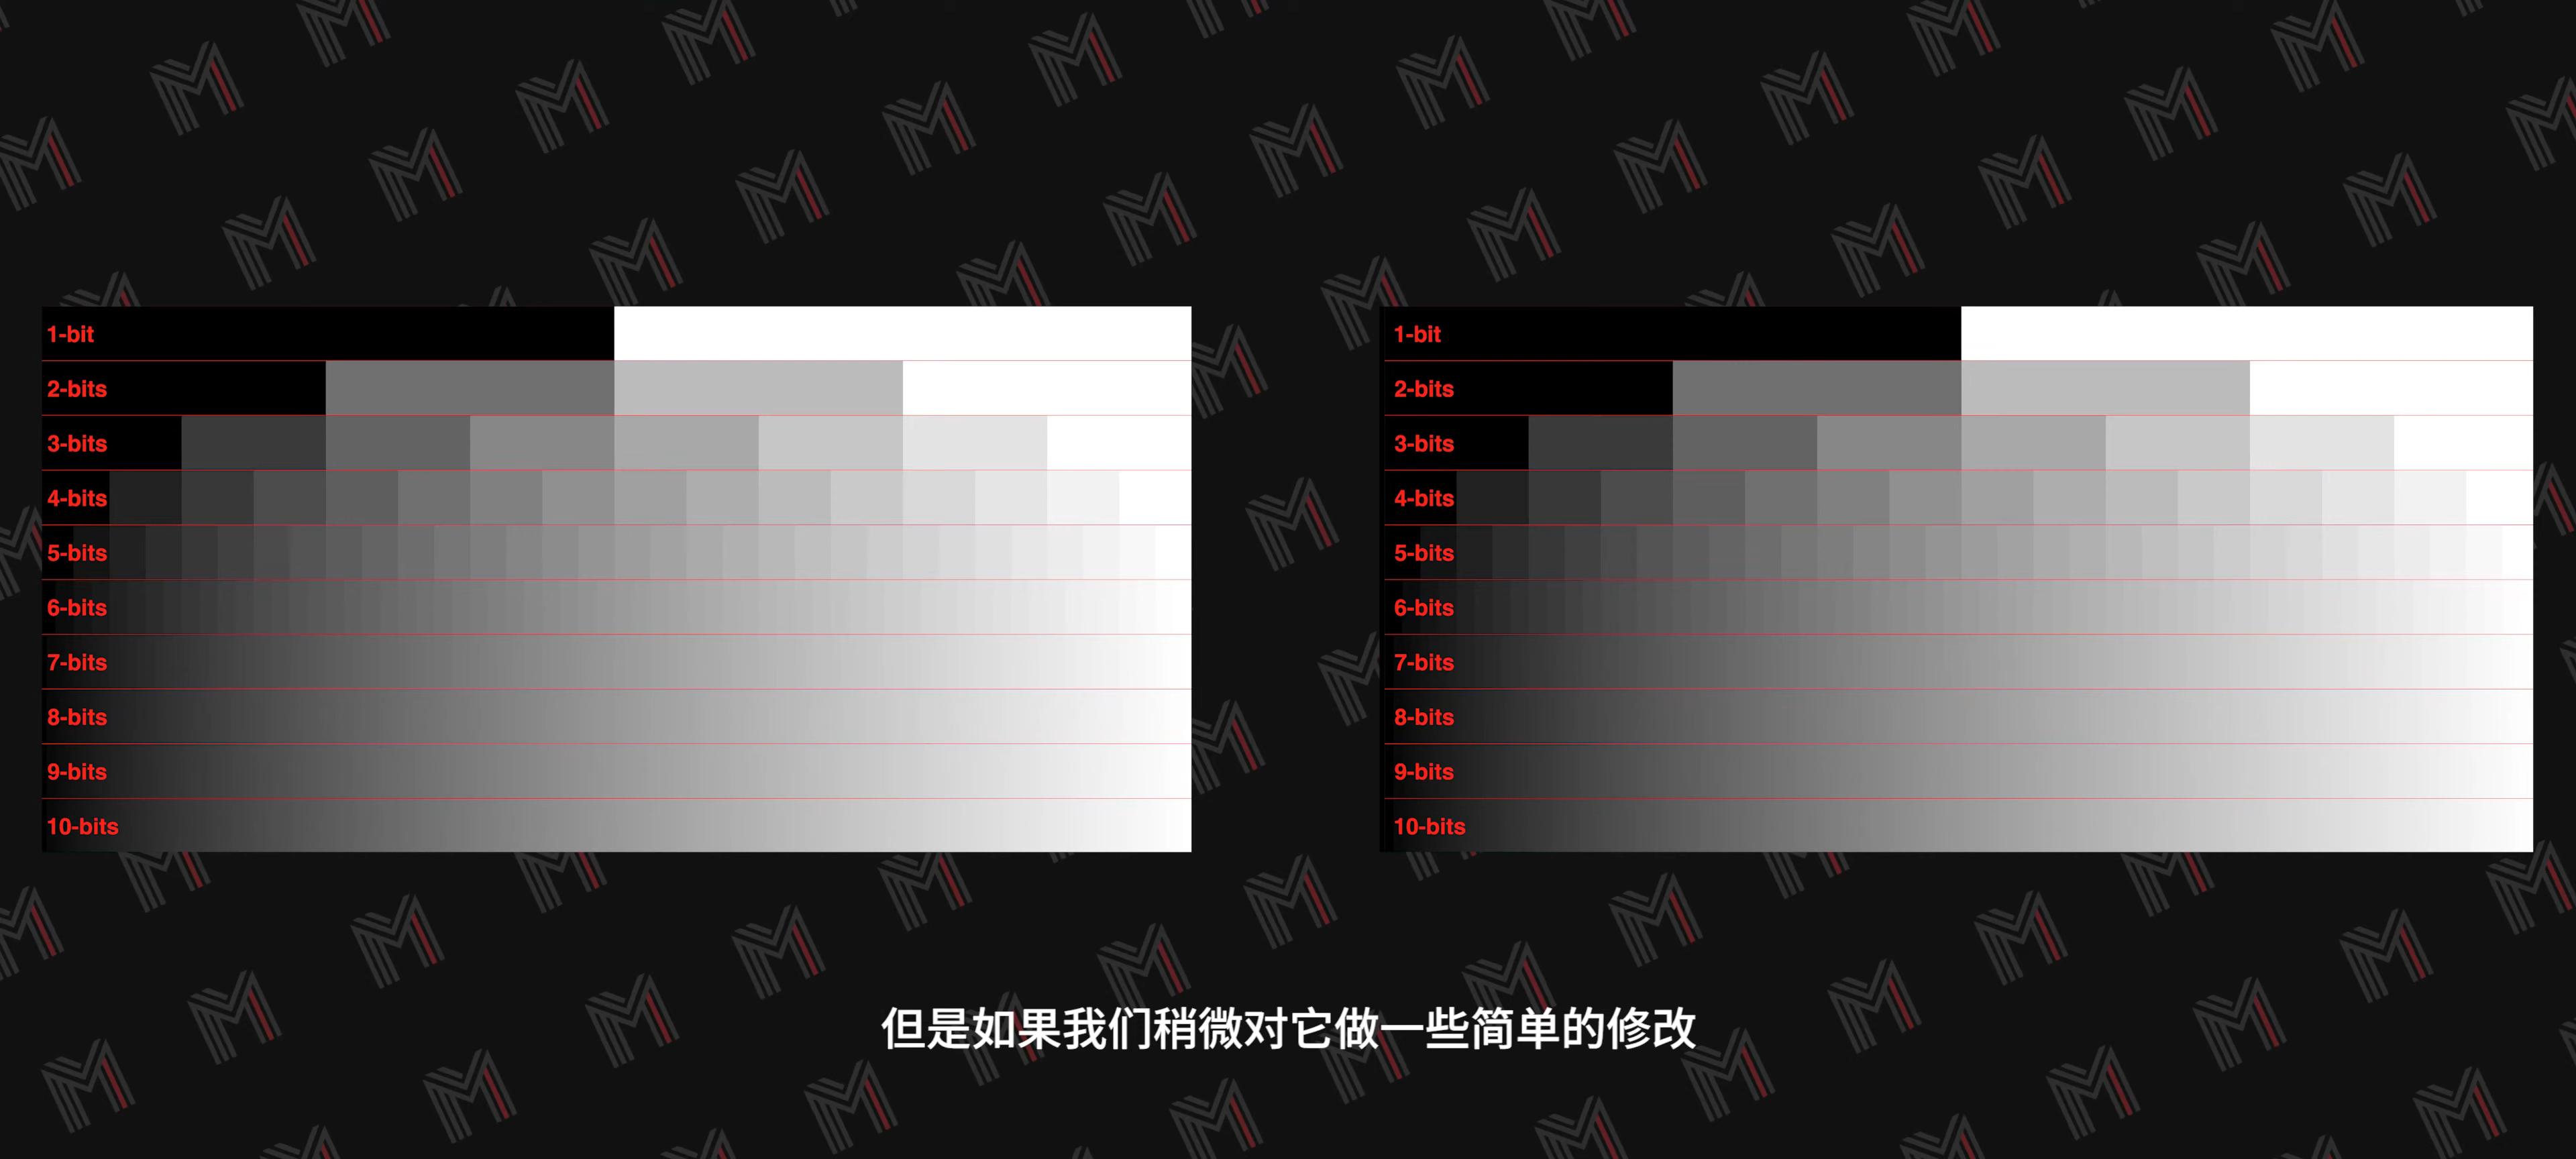 1-bit
2-bits
3-bits
4-bits
5-bits
6-bits
7-bits
8-bits
9-bits
10-bits
1-bit
2-bits
3-bits
4-bits
5-bits
6-bits
7-bits
8-bits
9-bits
10-bits
但是如果我们稍微对它做一些简单的修改